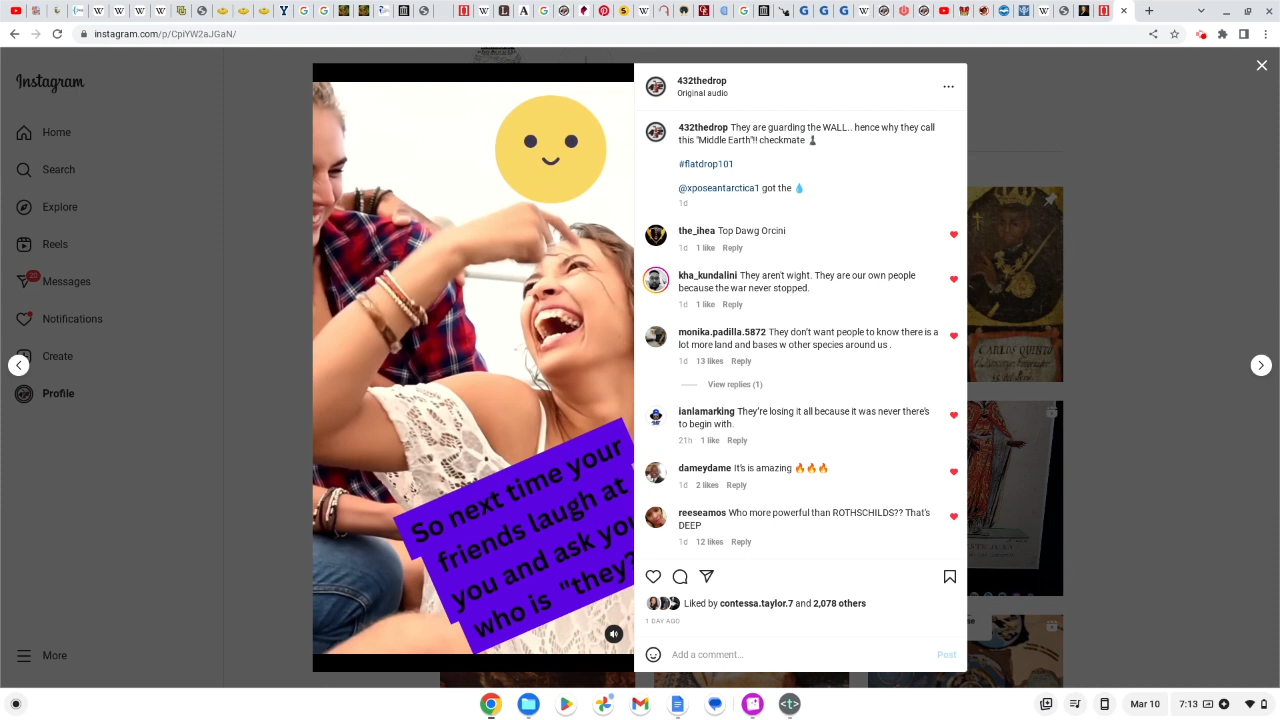 instagram.com/p/CpiYW2aJGaN/
Instagram
Home
Search
Explore
Reels
20
Messages
Notifications
Create
Profile
More
So next time your
friends laugh at
you and ask you
who is "they?
432thedrop
Original audio
432thedrop They are guarding the WALL.. hence why they call
this "Middle Earth"!! checkmate ♟️
#flatdrop101
@xposeantarctica1 got the 💧
1d
the_ihea Top Dawg Orcini
1d 1 like Reply
kha_kundalini They aren't wight. They are our own people
because the war never stopped.
1d 1 like Reply
monika.padilla.5872 They don't want people to know there is a
lot more land and bases w other species around us .
1d 13 likes Reply
View replies (1)
ianlamarking They're losing it all because it was never there's
to begin with.
21h 1 like Reply
dameydame It's is amazing 🔥🔥🔥
1d 2 likes Reply
reeseamos Who more powerful than ROTHSCHILDS?? That's
DEEP
1d 12 likes Reply
Liked by contessa.taylor.7 and 2,078 others
1 DAY AGO
Add a comment...
Post
CARLOS QUINTO
Mar 10
7:13